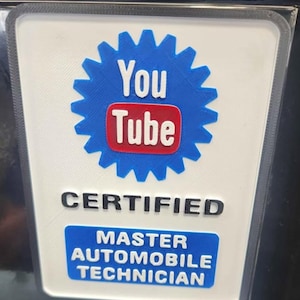 You
Tube
CERTIFIED
MASTER
AUTOMOBILE
TECHNICIAN